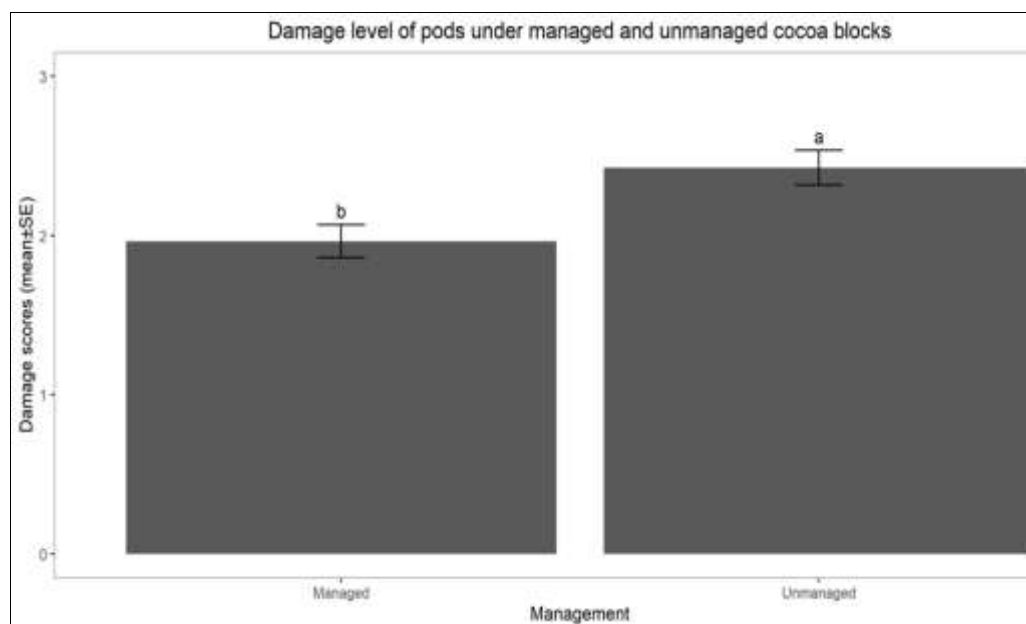 Damage level of pods under managed and unmanaged cocoa blocks
Damage scores (mean±SE)
3
2
1
0
b
a
Managed
Unmanaged
Management